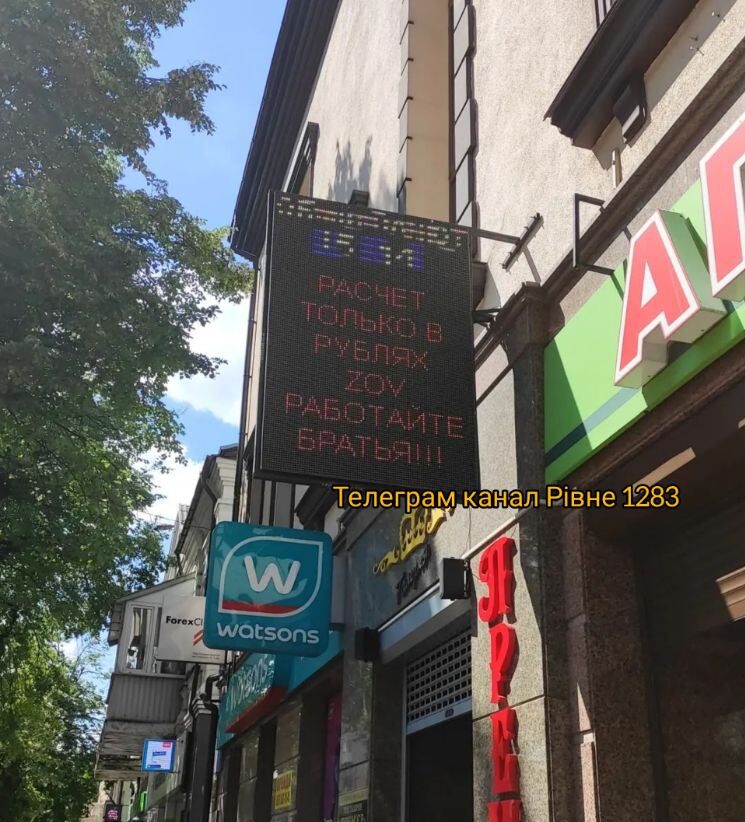 РАСЧЕТ
ТОЛЬКО В
РУБЛЯХ
ZOV
РАБОТАЙТЕ
БРАТЬЯ!!!
Телеграм канал Рівне 1283
W
watsons